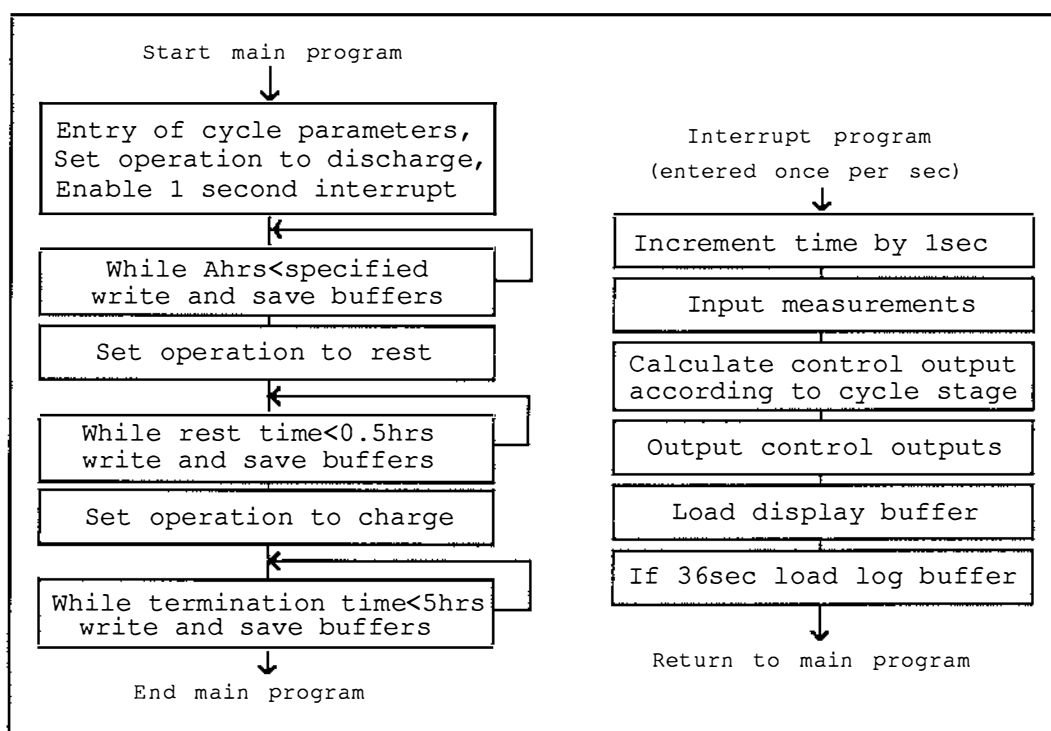 Start main program
Entry of cycle parameters,
Set operation to discharge,
Enable 1 second interrupt
While Ahrs<specified
write and save buffers
Set operation to rest
While rest time<0.5hrs
write and save buffers
Set operation to charge
While termination time<5hrs
write and save buffers
End main program
Interrupt program
(entered once per sec)
Increment time by 1sec
Input measurements
Calculate control output
according to cycle stage
Output control outputs
Load display buffer
If 36sec load log buffer
Return to main program